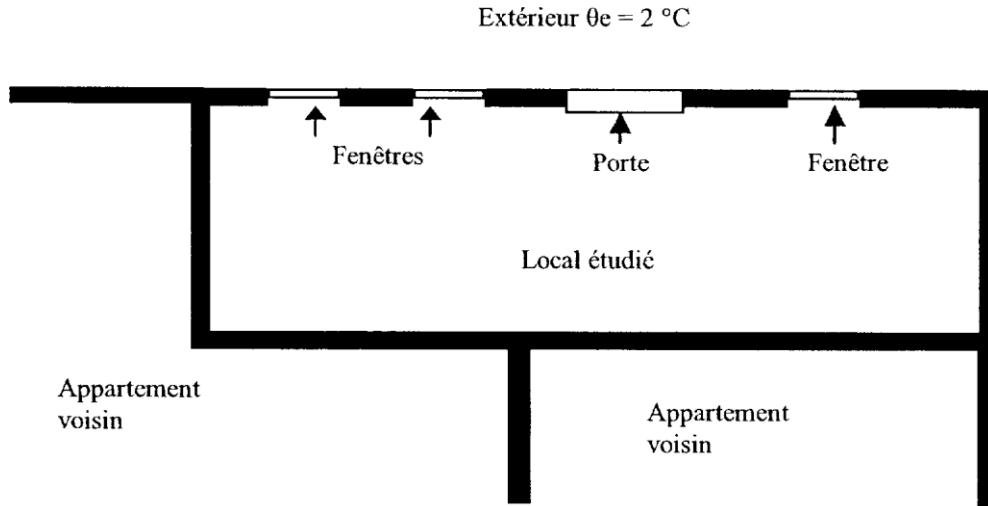 Extérieur θe = 2 °C
Fenêtres
Porte
Fenêtre
Local étudié
Appartement
voisin
Appartement
voisin